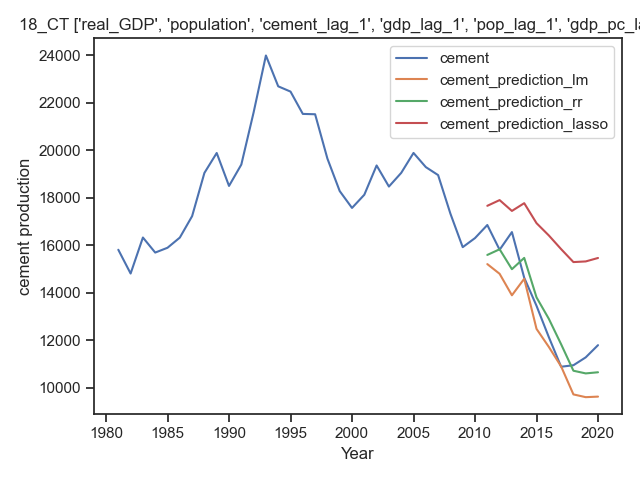 18_CT ['real_GDP', 'population', 'cement_lag_1', 'gdp_lag_1', 'pop_lag_1', 'gdp_pc_la
24000
22000
20000
18000
16000
14000
12000
10000
cement production
cement
cement_prediction_lm
cement_prediction_rr
cement_prediction_lasso
1980
1985
1990
1995
2000
2005
2010
2015
2020
Year